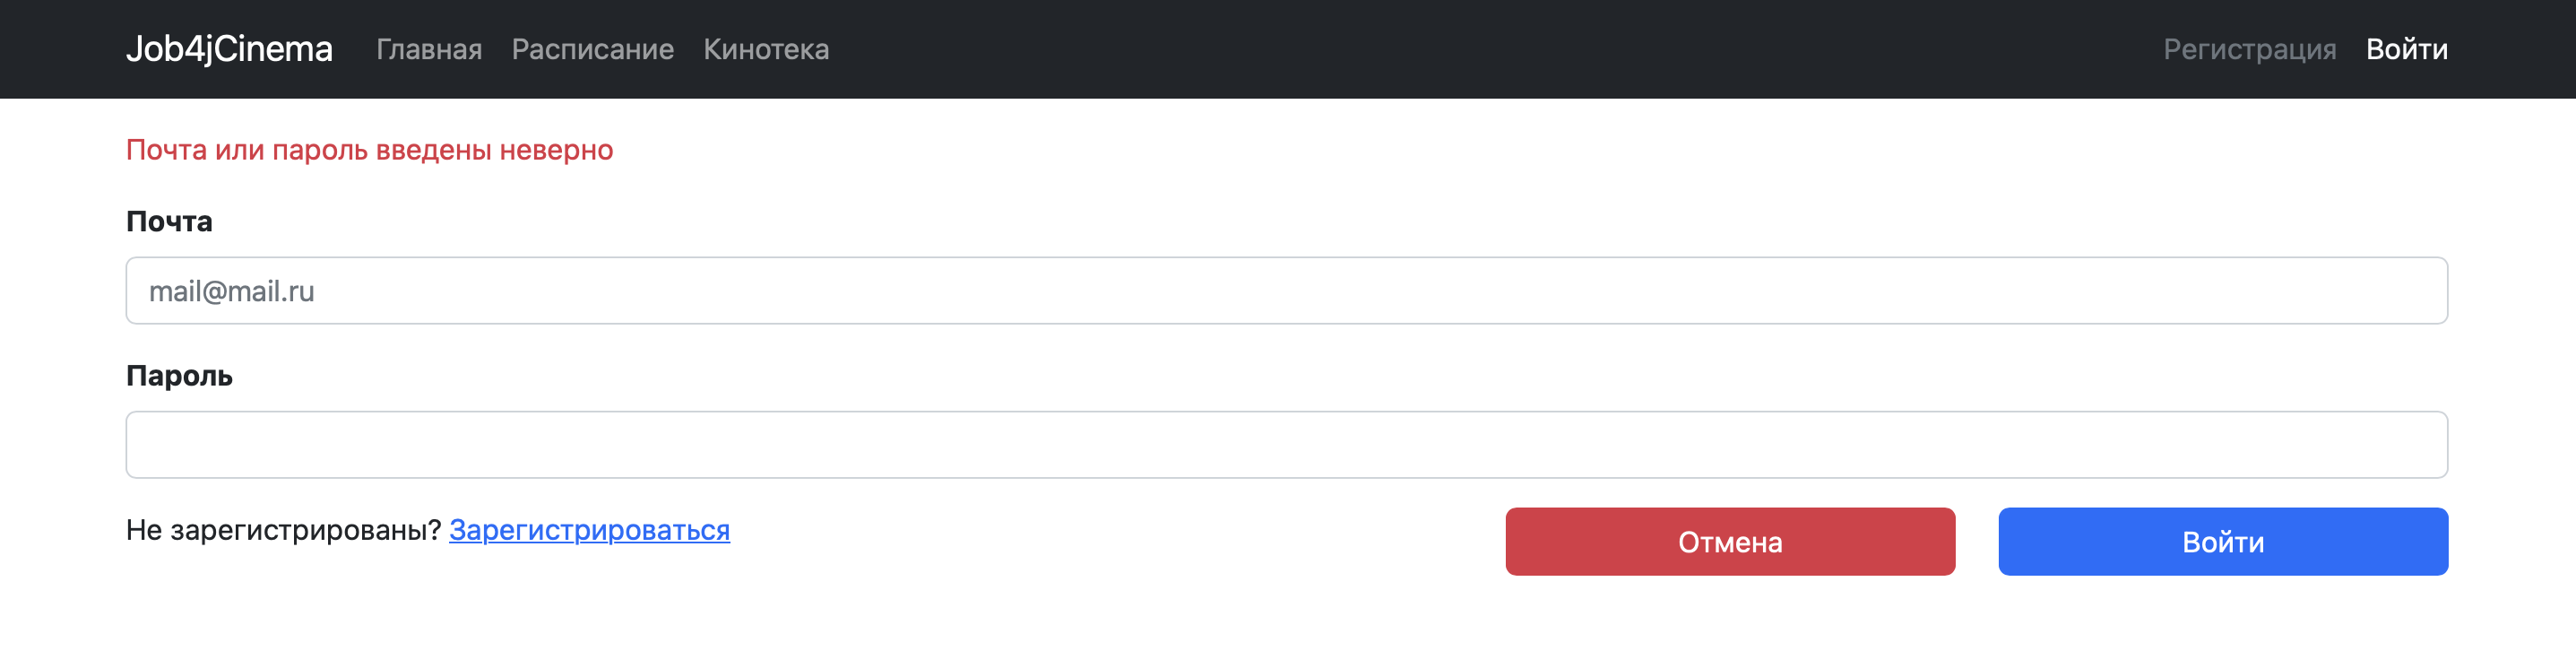 Job4jCinema Главная Расписание Кинотека Регистрация Войти
Почта или пароль введены неверно
Почта
mail@mail.ru
Пароль
Не зарегистрированы? Зарегистрироваться Отмена Войти